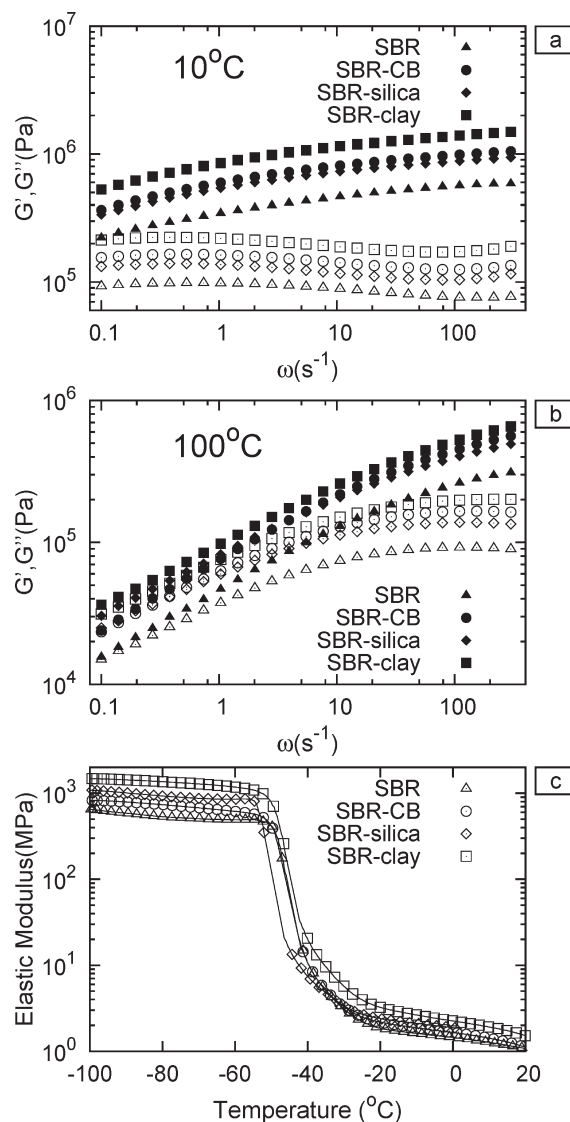 a
10°C
SBR
SBR-CB
SBR-silica
SBR-clay
G',G''(Pa)
10^7
10^6
10^5
0.1 1 10 100
ω(s^-1)
b
100°C
G',G''(Pa)
10^6
10^5
10^4
SBR
SBR-CB
SBR-silica
SBR-clay
0.1 1 10 100
ω(s^-1)
c
SBR
SBR-CB
SBR-silica
SBR-clay
Elastic Modulus(MPa)
10^3
10^2
10^1
10^0
-100 -80 -60 -40 -20 0 20
Temperature (°C)